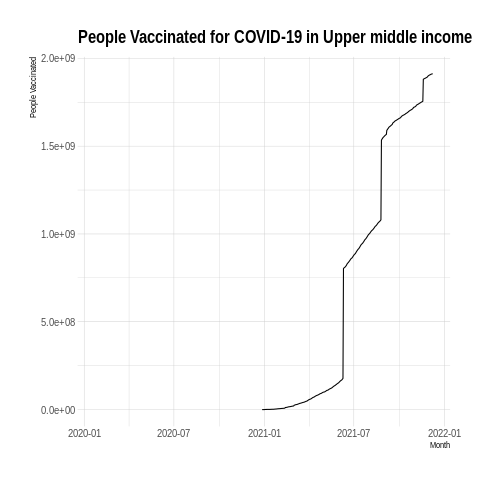 People Vaccinated for COVID-19 in Upper middle income
People Vaccinated
2.0e+09
1.5e+09
1.0e+09
5.0e+08
0.0e+00
2020-01 2020-07 2021-01 2021-07 2022-01
Month